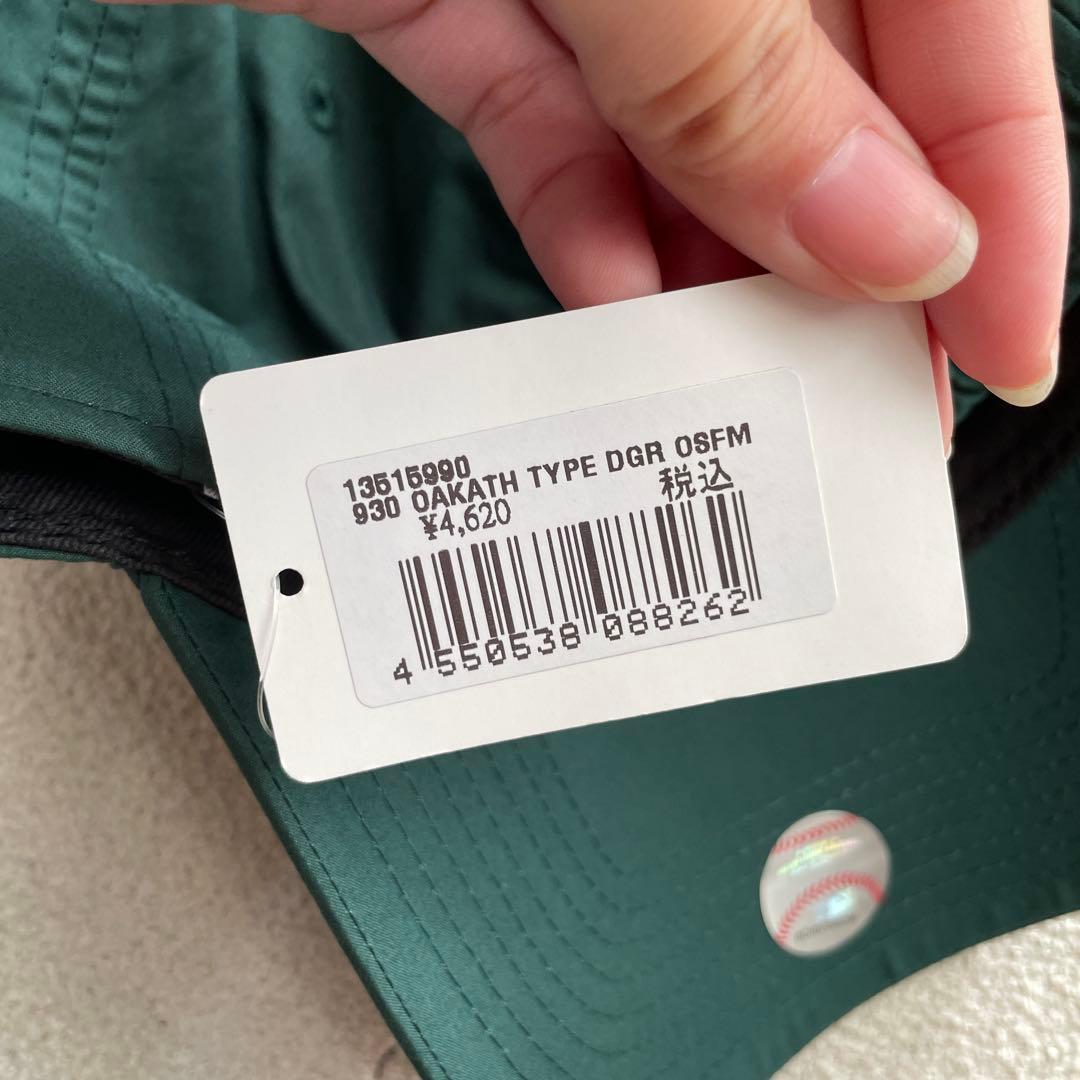 13515990
930 OAKATH TYPE DGR OSFM
¥4,620 税込
4 550538 088262